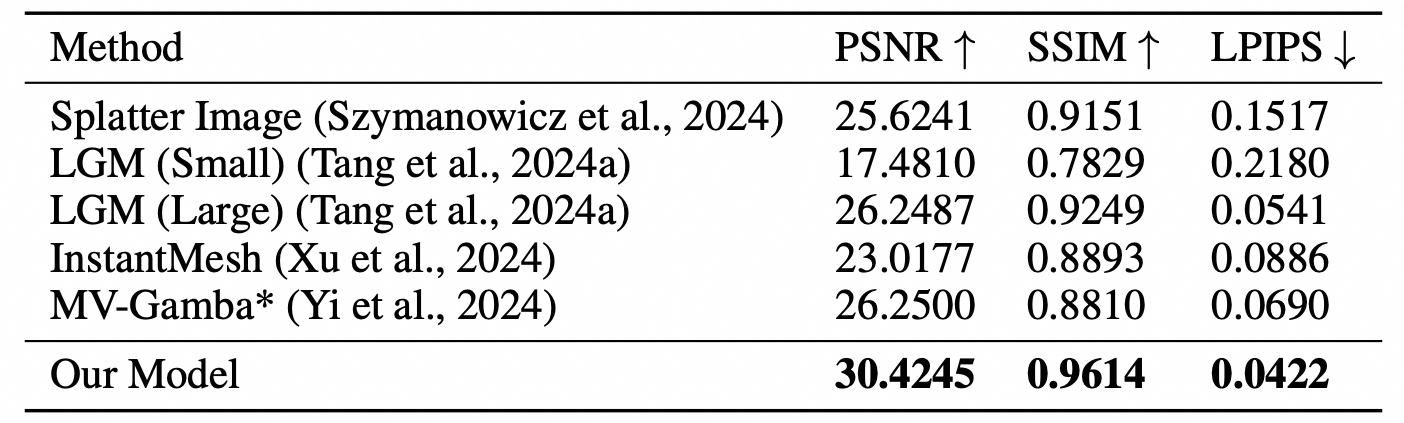 Method PSNR ↑ SSIM ↑ LPIPS ↓
Splatter Image (Szymanowicz et al., 2024) 25.6241 0.9151 0.1517
LGM (Small) (Tang et al., 2024a) 17.4810 0.7829 0.2180
LGM (Large) (Tang et al., 2024a) 26.2487 0.9249 0.0541
InstantMesh (Xu et al., 2024) 23.0177 0.8893 0.0886
MV-Gamba* (Yi et al., 2024) 26.2500 0.8810 0.0690
Our Model 30.4245 0.9614 0.0422